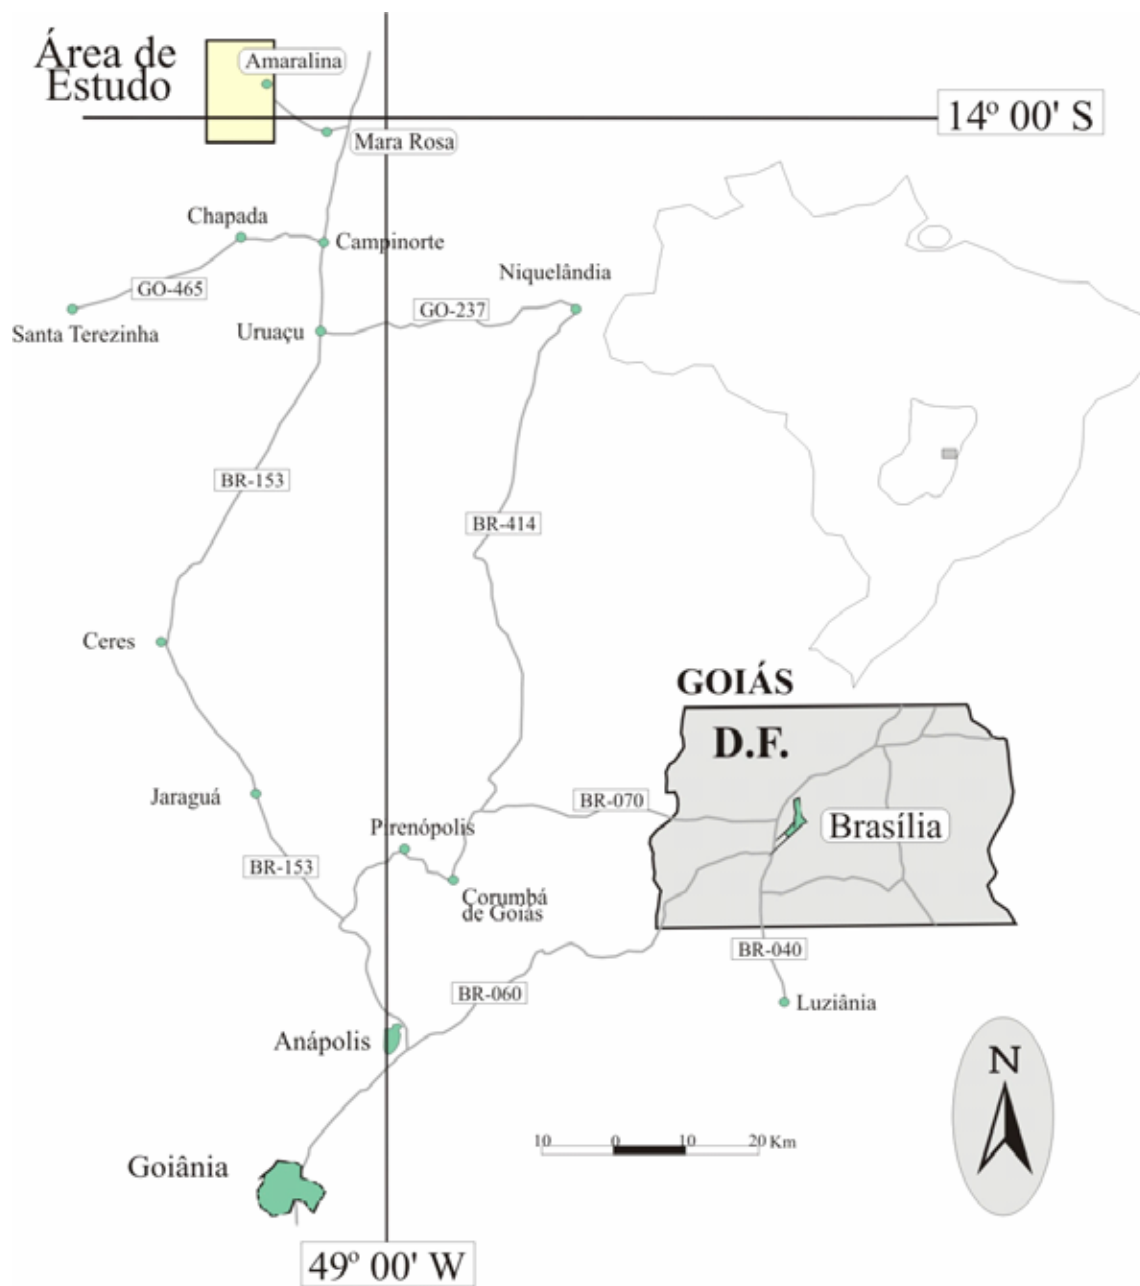 Área de
Estudo
Amaralina
14º 00' S
Mara Rosa
Chapada
Campinorte
Niquelândia
GO-465
GO-237
Santa Terezinha
Uruaçu
BR-153
BR-414
Ceres
GOIÁS
D.F.
Jaraguá
BR-070
Pirenópolis
Brasília
BR-153
Corumbá
de Goiás
BR-040
BR-060
Luziânia
Anápolis
N
10 0 10 20 Km
Goiânia
49º 00' W